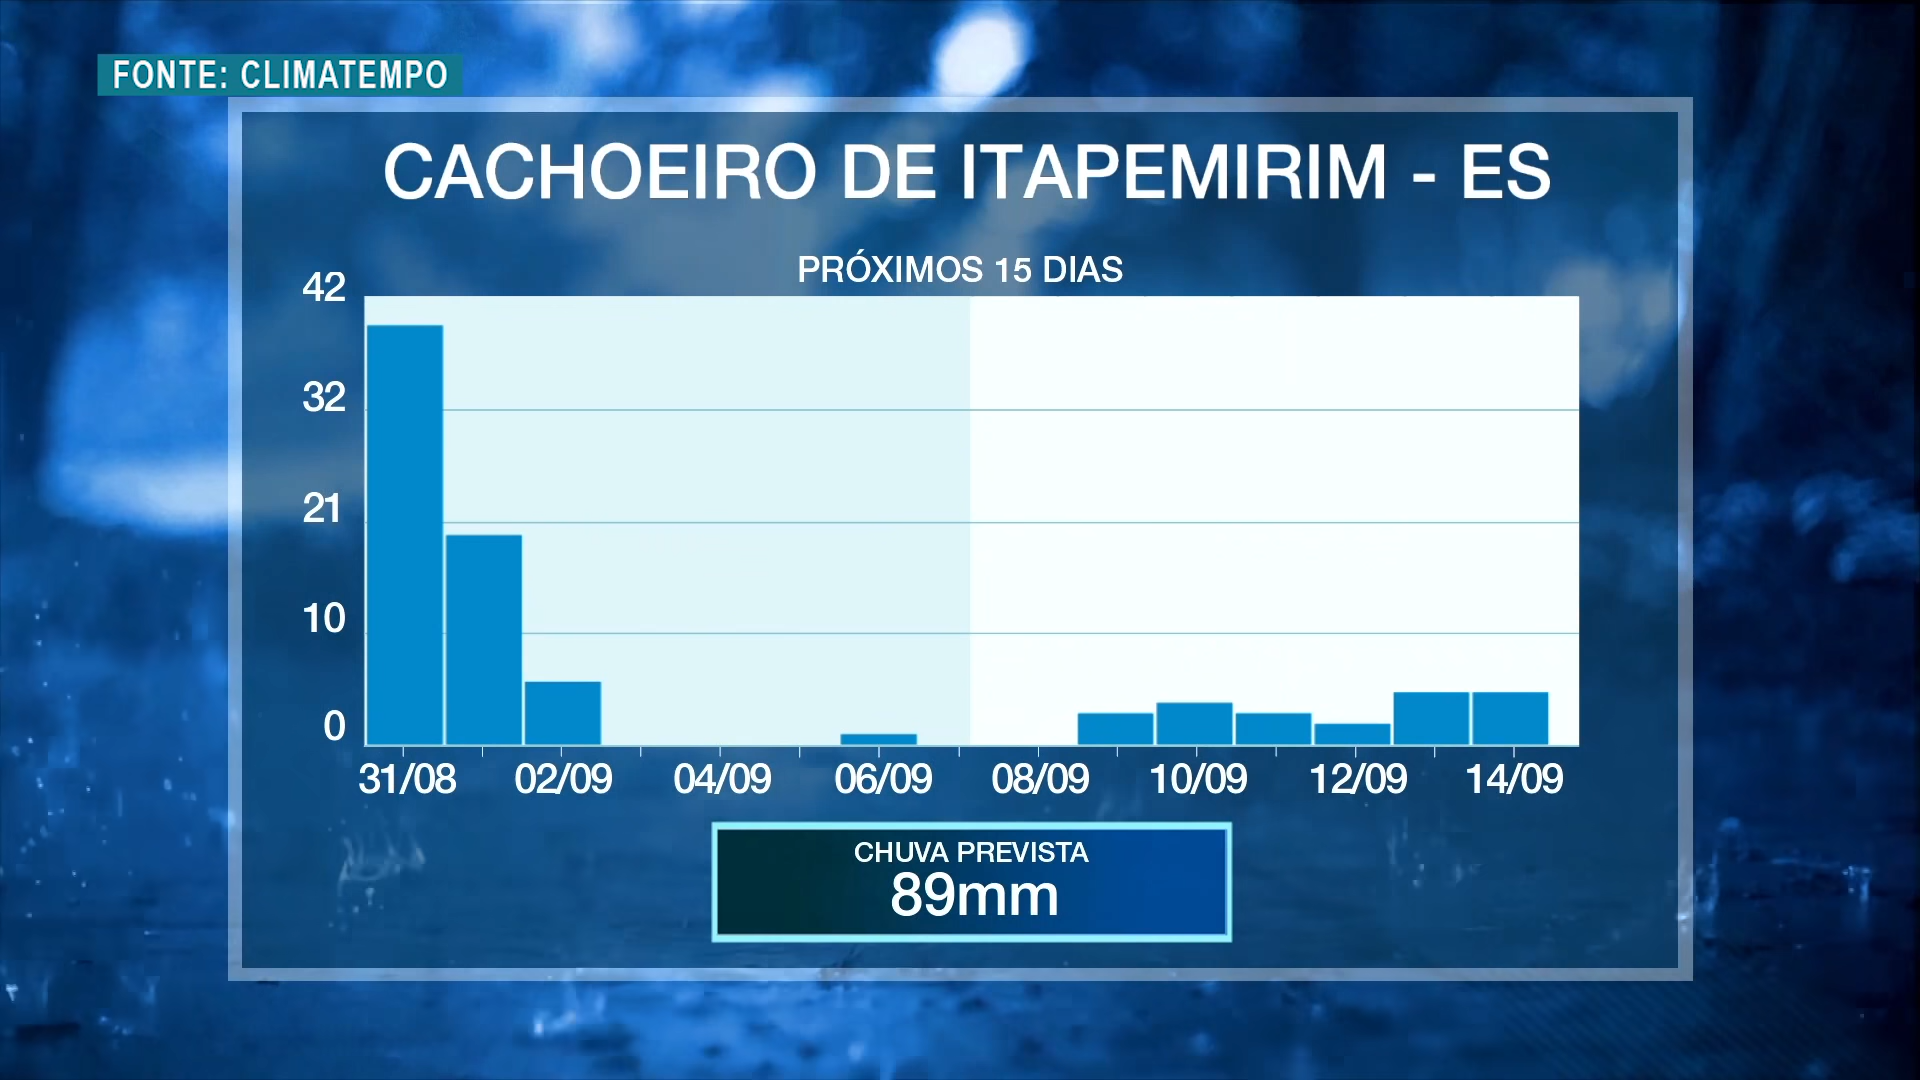 FONTE: CLIMATEMPO
CACHOEIRO DE ITAPEMIRIM - ES
PRÓXIMOS 15 DIAS
42
32
21
10
0
31/08 02/09 04/09 06/09 08/09 10/09 12/09 14/09
CHUVA PREVISTA
89mm